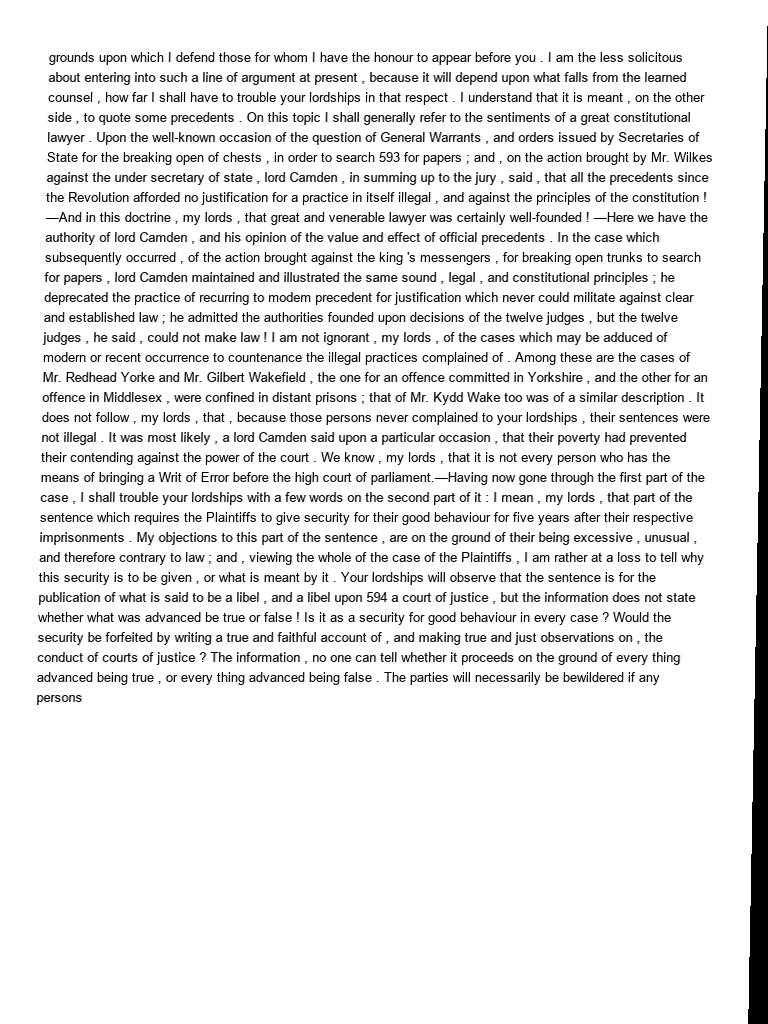 grounds upon which I defend those for whom I have the honour to appear before you . I am the less solicitous
about entering into such a line of argument at present , because it will depend upon what falls from the learned
counsel , how far I shall have to trouble your lordships in that respect . I understand that it is meant , on the other
side , to quote some precedents . On this topic I shall generally refer to the sentiments of a great constitutional
lawyer . Upon the well-known occasion of the question of General Warrants , and orders issued by Secretaries of
State for the breaking open of chests , in order to search 593 for papers ; and , on the action brought by Mr. Wilkes
against the under secretary of state , lord Camden , in summing up to the jury , said , that all the precedents since
the Revolution afforded no justification for a practice in itself illegal , and against the principles of the constitution !
—And in this doctrine , my lords , that great and venerable lawyer was certainly well-founded ! —Here we have the
authority of lord Camden , and his opinion of the value and effect of official precedents . In the case which
subsequently occurred , of the action brought against the king 's messengers , for breaking open trunks to search
for papers , lord Camden maintained and illustrated the same sound , legal , and constitutional principles ; he
deprecated the practice of recurring to modem precedent for justification which never could militate against clear
and established law ; he admitted the authorities founded upon decisions of the twelve judges , but the twelve
judges , he said , could not make law ! I am not ignorant , my lords , of the cases which may be adduced of
modern or recent occurrence to countenance the illegal practices complained of . Among these are the cases of
Mr. Redhead Yorke and Mr. Gilbert Wakefield , the one for an offence committed in Yorkshire , and the other for an
offence in Middlesex , were confined in distant prisons ; that of Mr. Kydd Wake too was of a similar description . It
does not follow , my lords , that , because those persons never complained to your lordships , their sentences were
not illegal . It was most likely , a lord Camden said upon a particular occasion , that their poverty had prevented
their contending against the power of the court . We know , my lords , that it is not every person who has the
means of bringing a Writ of Error before the high court of parliament.—Having now gone through the first part of the
case , I shall trouble your lordships with a few words on the second part of it : I mean , my lords , that part of the
sentence which requires the Plaintiffs to give security for their good behaviour for five years after their respective
imprisonments . My objections to this part of the sentence , are on the ground of their being excessive , unusual ,
and therefore contrary to law ; and , viewing the whole of the case of the Plaintiffs , I am rather at a loss to tell why
this security is to be given , or what is meant by it . Your lordships will observe that the sentence is for the
publication of what is said to be a libel , and a libel upon 594 a court of justice , but the information does not state
whether what was advanced be true or false ! Is it as a security for good behaviour in every case ? Would the
security be forfeited by writing a true and faithful account of , and making true and just observations on , the
conduct of courts of justice ? The information , no one can tell whether it proceeds on the ground of every thing
advanced being true , or every thing advanced being false . The parties will necessarily be bewildered if any
persons